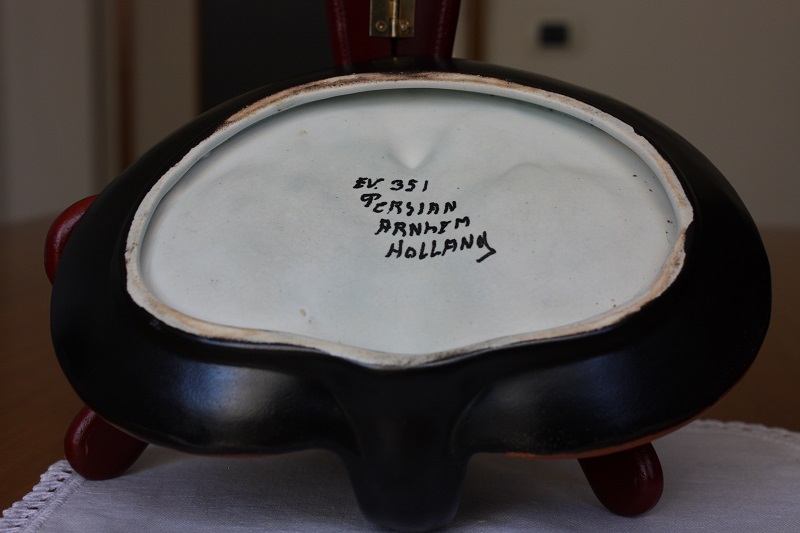 EV. 351
PERSIAN
ARNHEM
HOLLAND